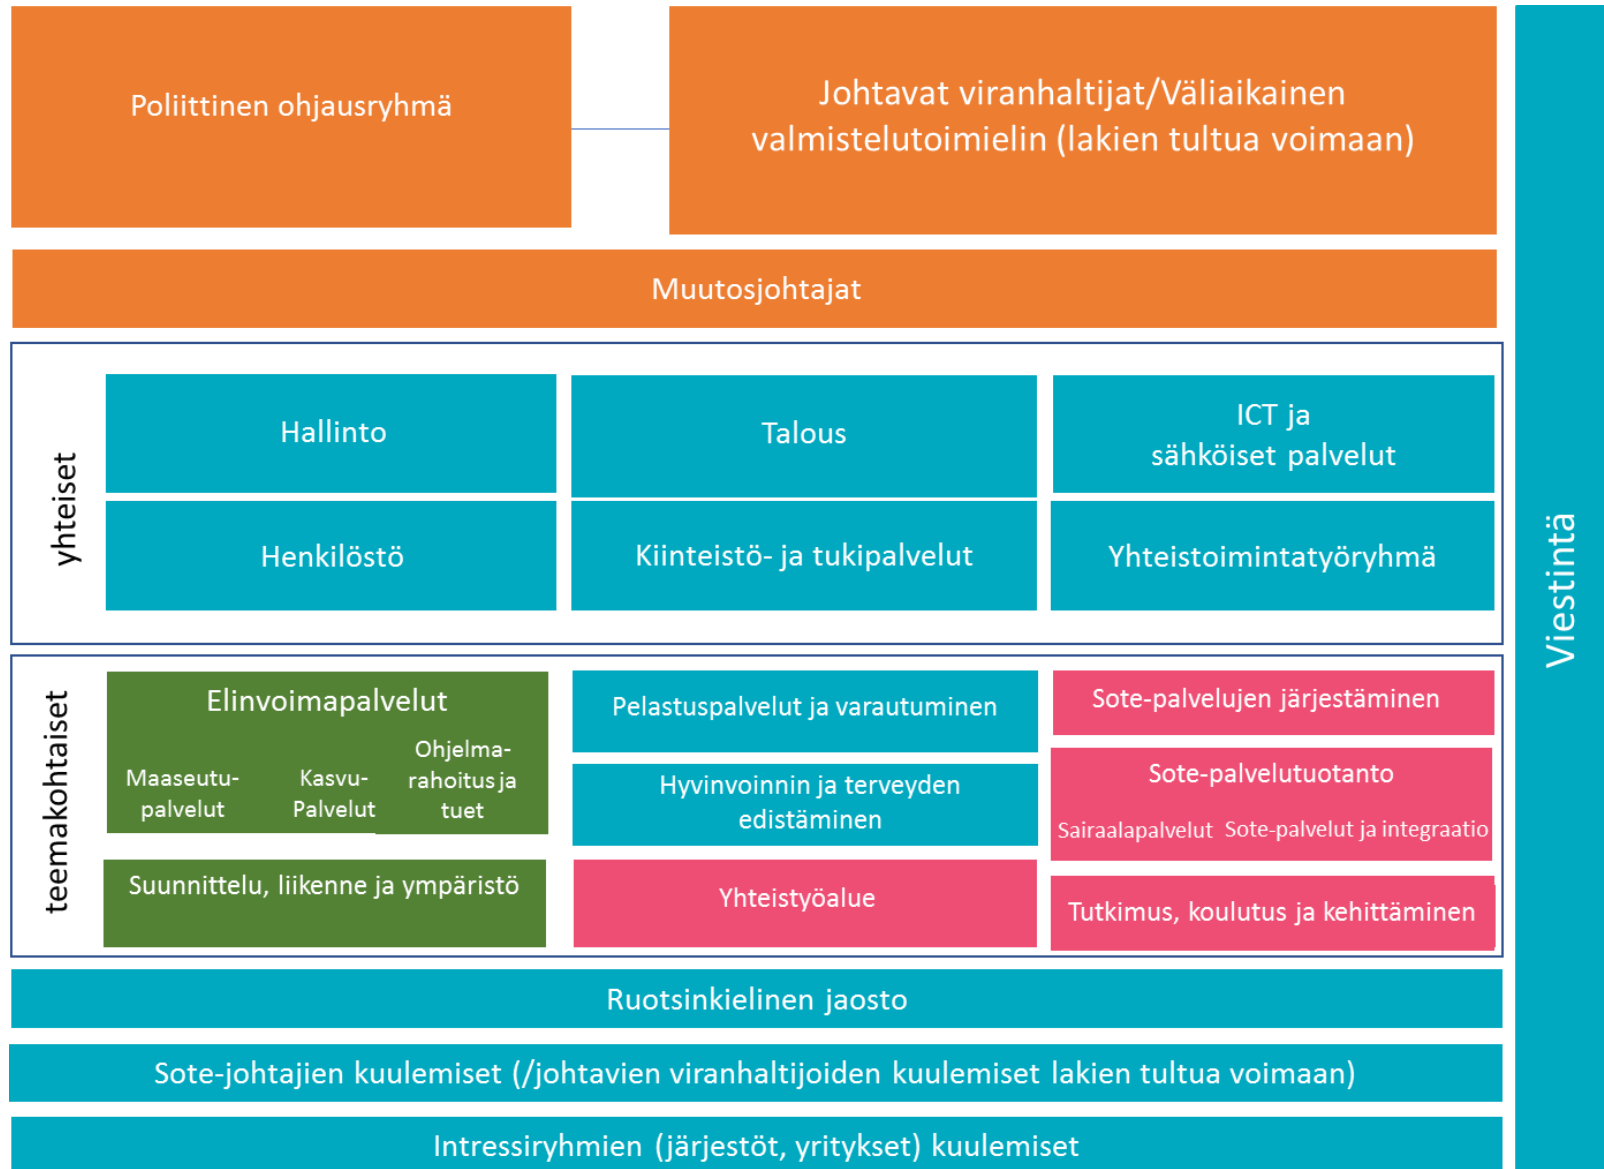 Poliittinen ohjausryhmä
Johtavat viranhaltijat/Väliaikainen
valmistelutoimielin (lakien tultua voimaan)
Muutosjohtajat
yhteiset
Hallinto
Talous
ICT ja
sähköiset palvelut
Henkilöstö
Kiinteistö- ja tukipalvelut
Yhteistoimintatyöryhmä
teemakohtaiset
Elinvoimapalvelut
Maaseutu-
palvelut
Kasvu-
Palvelut
Ohjelma-
rahoitus ja
tuet
Suunnittelu, liikenne ja ympäristö
Pelastuspalvelut ja varautuminen
Hyvinvoinnin ja terveyden
edistäminen
Yhteistyöalue
Sote-palvelujen järjestäminen
Sote-palvelutuotanto
Sairaalapalvelut
Sote-palvelut ja integraatio
Tutkimus, koulutus ja kehittäminen
Ruotsinkielinen jaosto
Sote-johtajien kuulemiset (/johtavien viranhaltijoiden kuulemiset lakien tultua voimaan)
Intressiryhmien (järjestöt, yritykset) kuulemiset
Viestintä